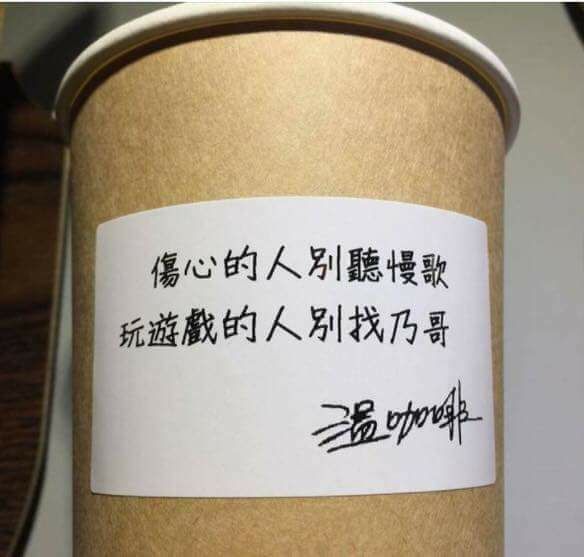 傷心的人別聽慢歌
玩遊戲的人別找乃哥
溫咖啡